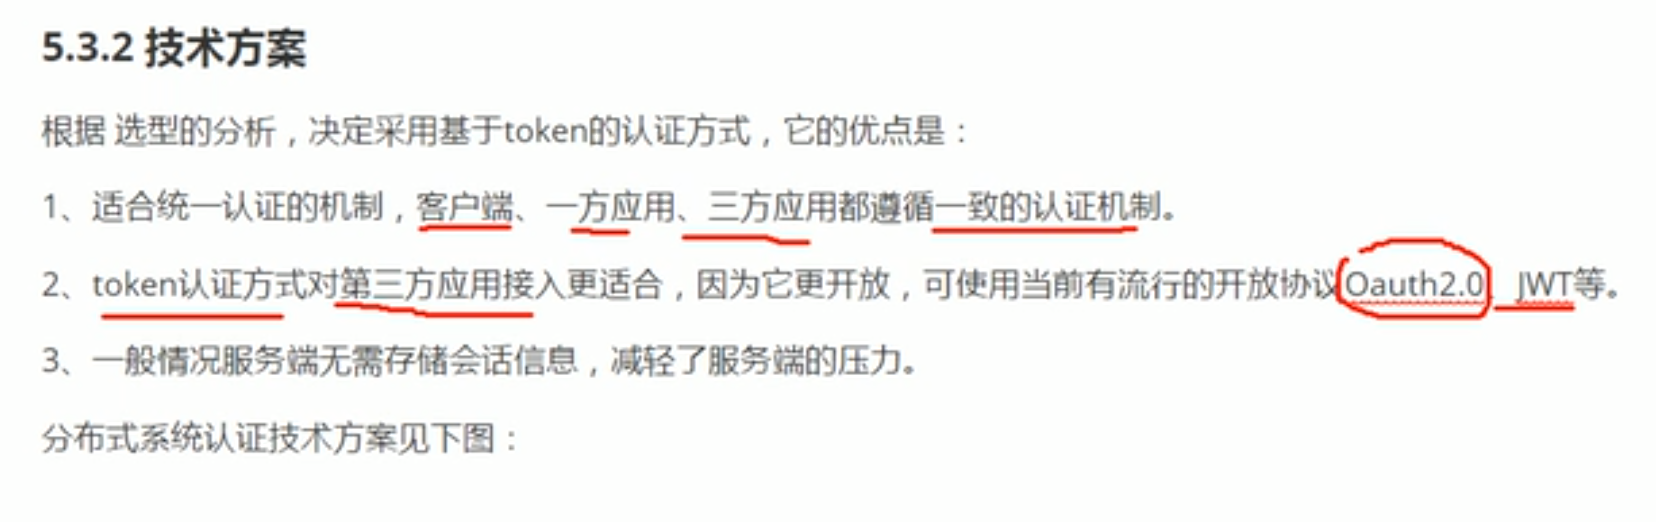 5.3.2 技术方案
根据 选型的分析，决定采用基于token的认证方式，它的优点是：
1、适合统一认证的机制，客户端、一方应用、三方应用都遵循一致的认证机制。
2、token认证方式对第三方应用接入更适合，因为它更开放，可使用当前有流行的开放协议Oauth2.0、JWT等。
3、一般情况服务端无需存储会话信息，减轻了服务端的压力。
分布式系统认证技术方案见下图：